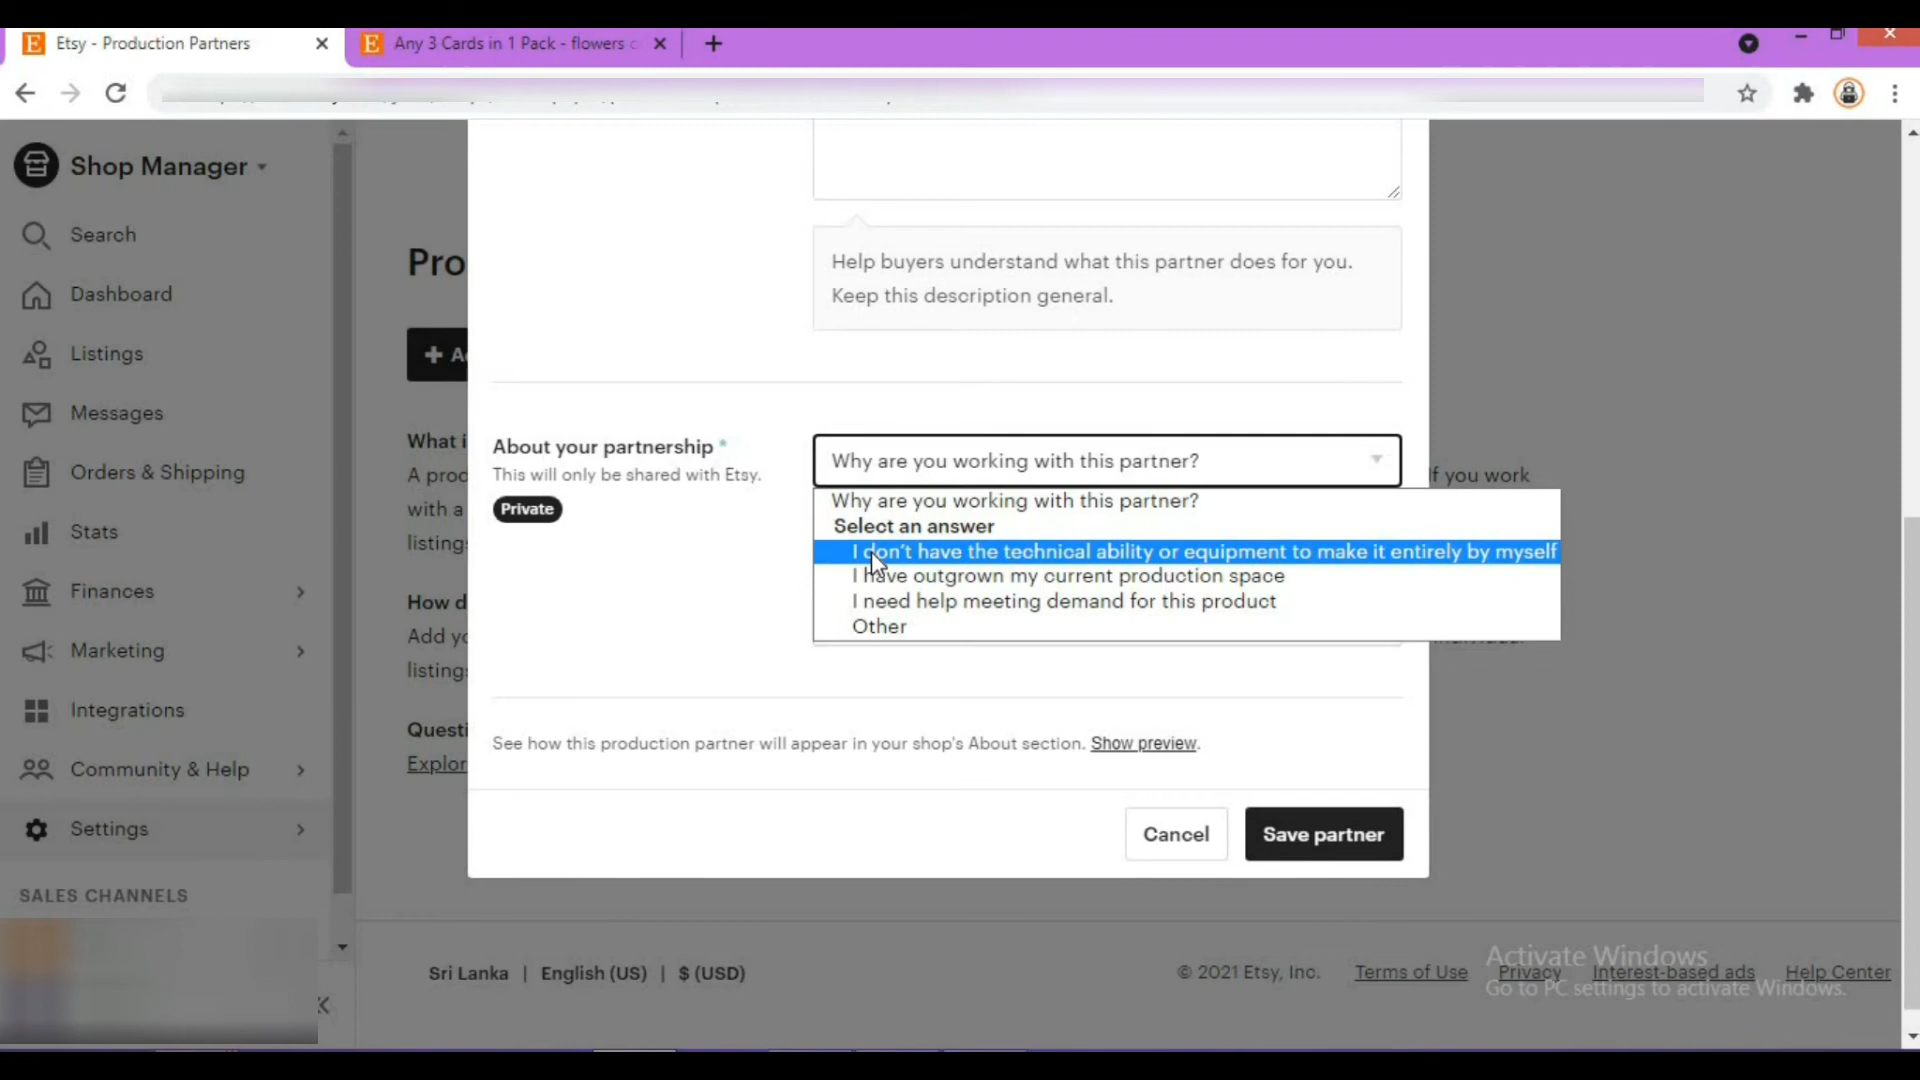 Etsy - Production Partners
Any 3 Cards in 1 Pack - flowers
Shop Manager
Search
Dashboard
Listings
Messages
Orders & Shipping
Stats
Finances
Marketing
Integrations
Community & Help
Settings
SALES CHANNELS
Pro
What i
A prod
with a
listing
How d
Add yo
listing
Questi
Explor
If you work
Help buyers understand what this partner does for you.
Keep this description general.
About your partnership *
This will only be shared with Etsy.
Private
Why are you working with this partner?
Why are you working with this partner?
Select an answer
I don't have the technical ability or equipment to make it entirely by myself
I have outgrown my current production space
I need help meeting demand for this product
Other
See how this production partner will appear in your shop's About section. Show preview.
Cancel
Save partner
Sri Lanka | English (US) | $ (USD)
© 2021 Etsy, Inc. Terms of Use Privacy Interest-based ads Help Center
Activate Windows
Go to PC settings to activate Windows.